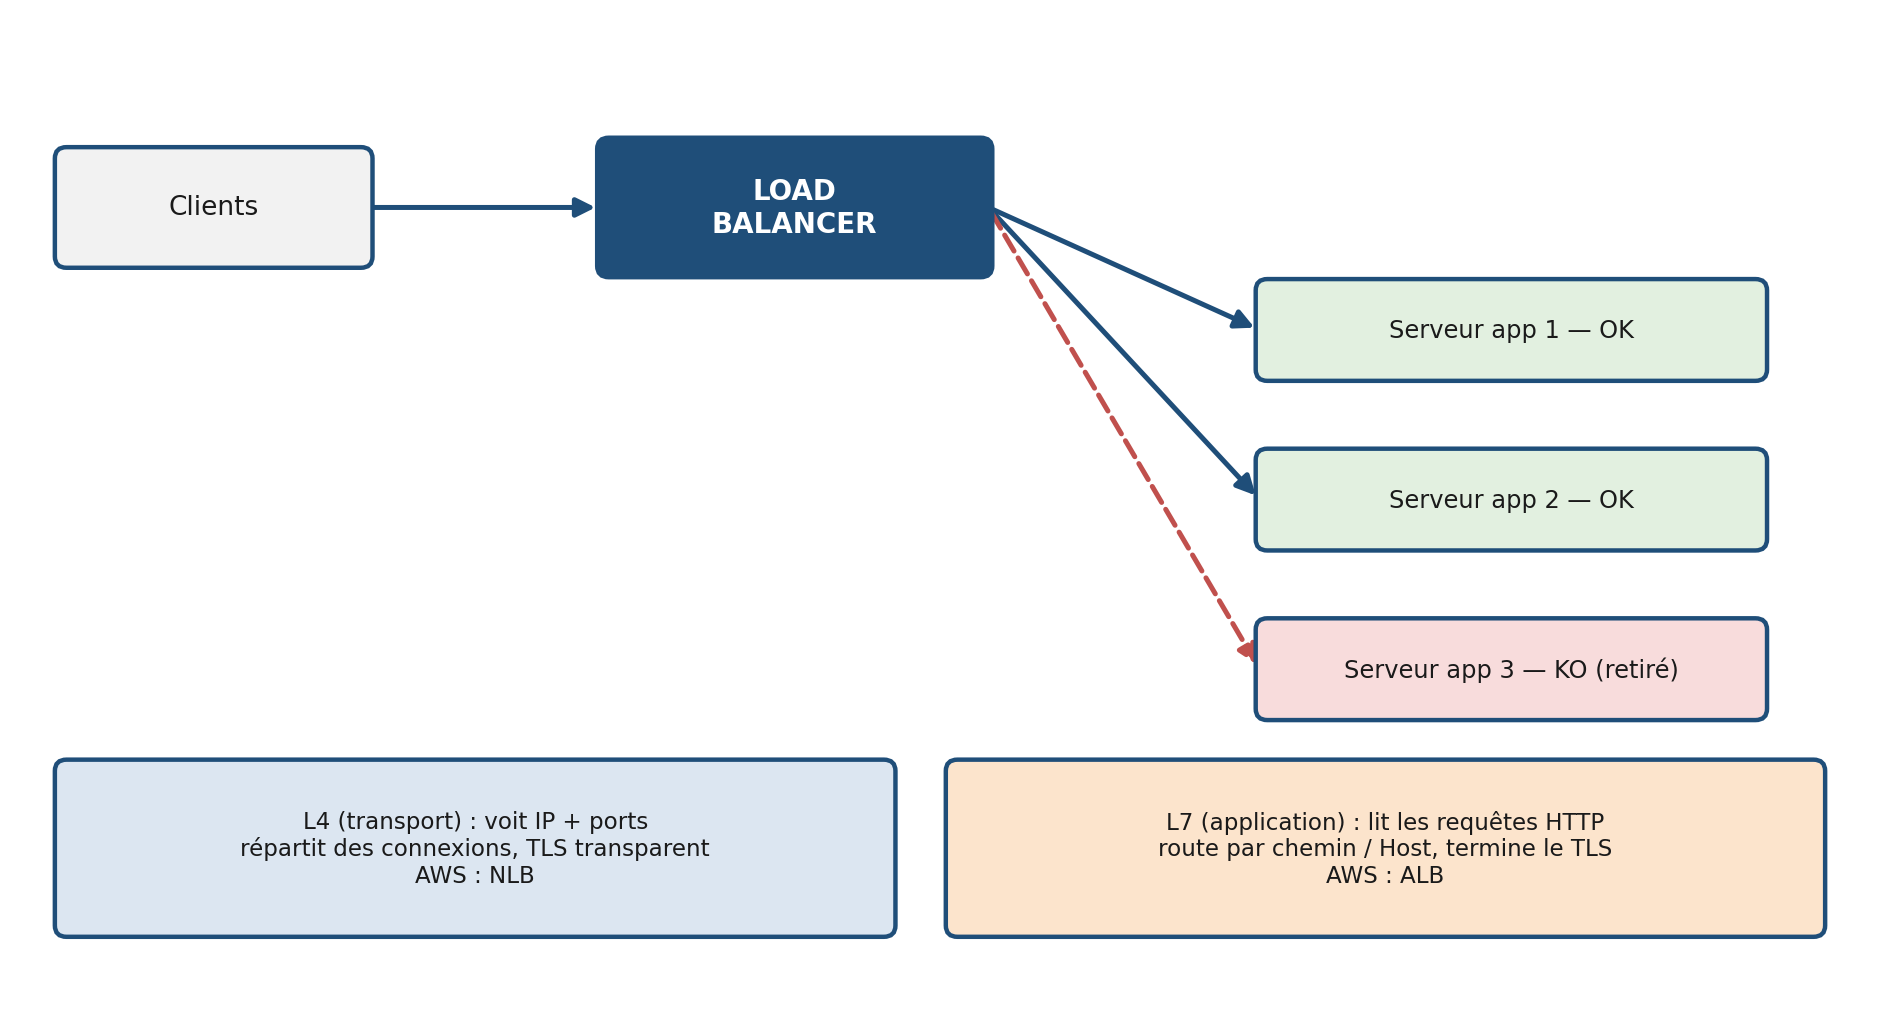 Clients
LOAD
BALANCER
Serveur app 1 — OK
Serveur app 2 — OK
Serveur app 3 — KO (retiré)
L4 (transport) : voit IP + ports
répartit des connexions, TLS transparent
AWS : NLB
L7 (application) : lit les requêtes HTTP
route par chemin / Host, termine le TLS
AWS : ALB